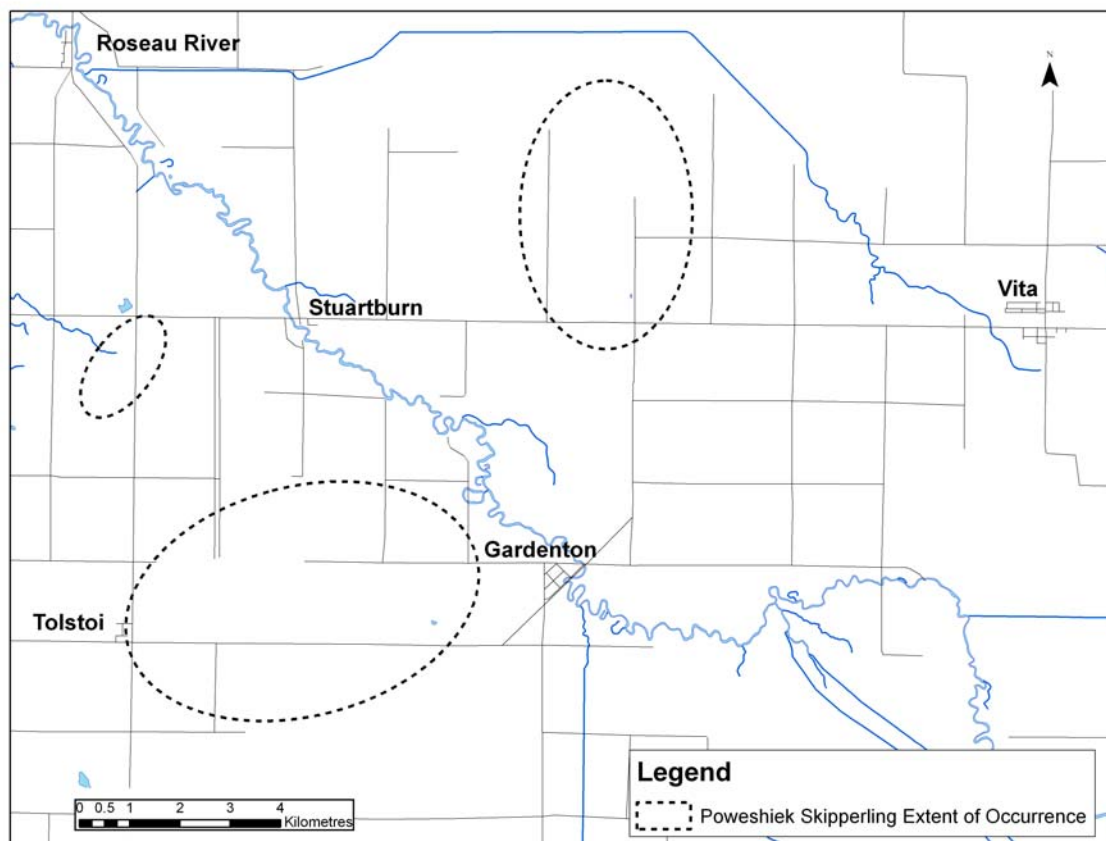 Roseau River
N
Vita
Stuartburn
Gardenton
Tolstoi
0 0.5 1 2 3 4
Kilometres
Legend
Poweshiek Skipperling Extent of Occurrence